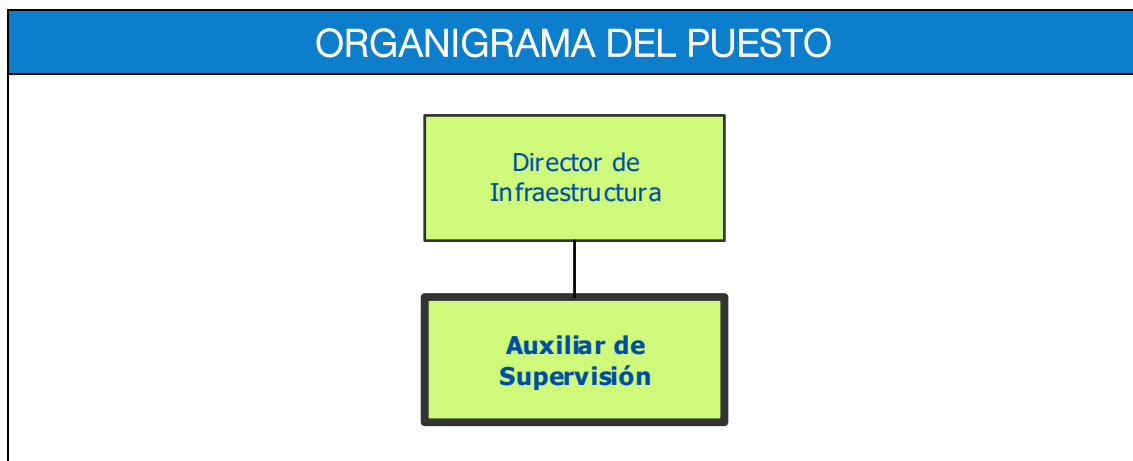 ORGANIGRAMA DEL PUESTO
Director de
Infraestructura
Auxiliar de
Supervisión